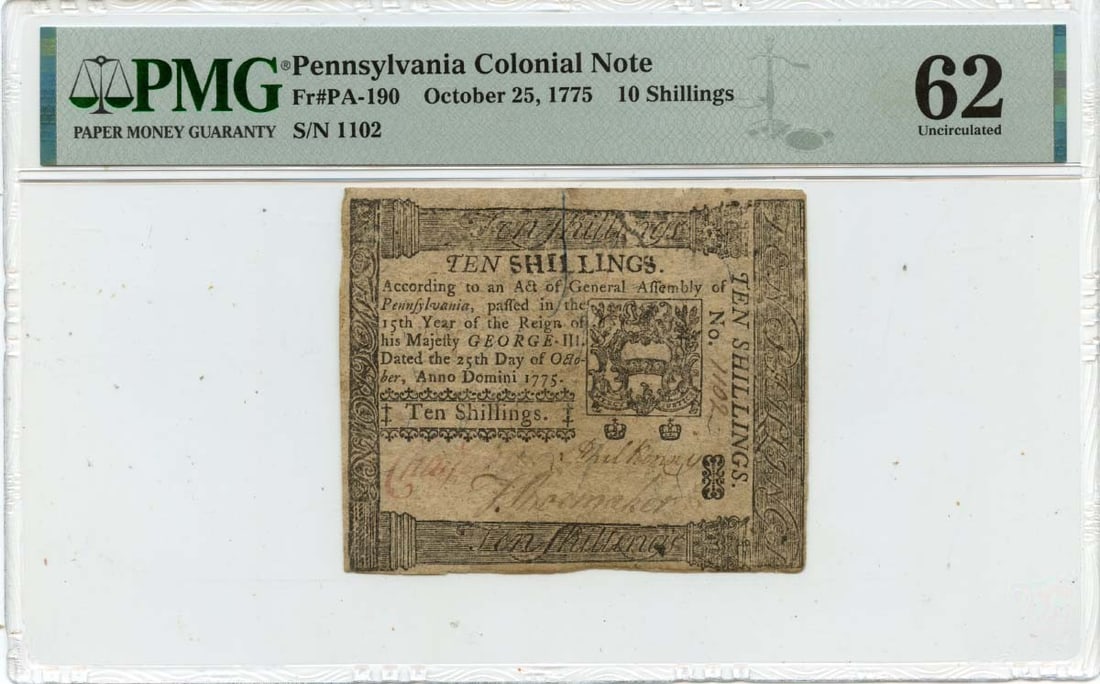 PMG® Pennsylvania Colonial Note
PAPER MONEY GUARANTY
Fr#PA-190 October 25, 1775 10 Shillings
S/N 1102
62
Uncirculated
Ten Shillings
TEN SHILLINGS.
According to an Act of General Aſſembly of
Pennſylvania, paſſed in the
15th Year of the Reign of
his Majeſty GEORGE III.
Dated the 25th Day of Octo-
ber, Anno Domini 1775.
Ten Shillings.
No. 1102
TEN SHILLINGS.
TEN SHILLINGS
Shoemaker
Ten Shillings